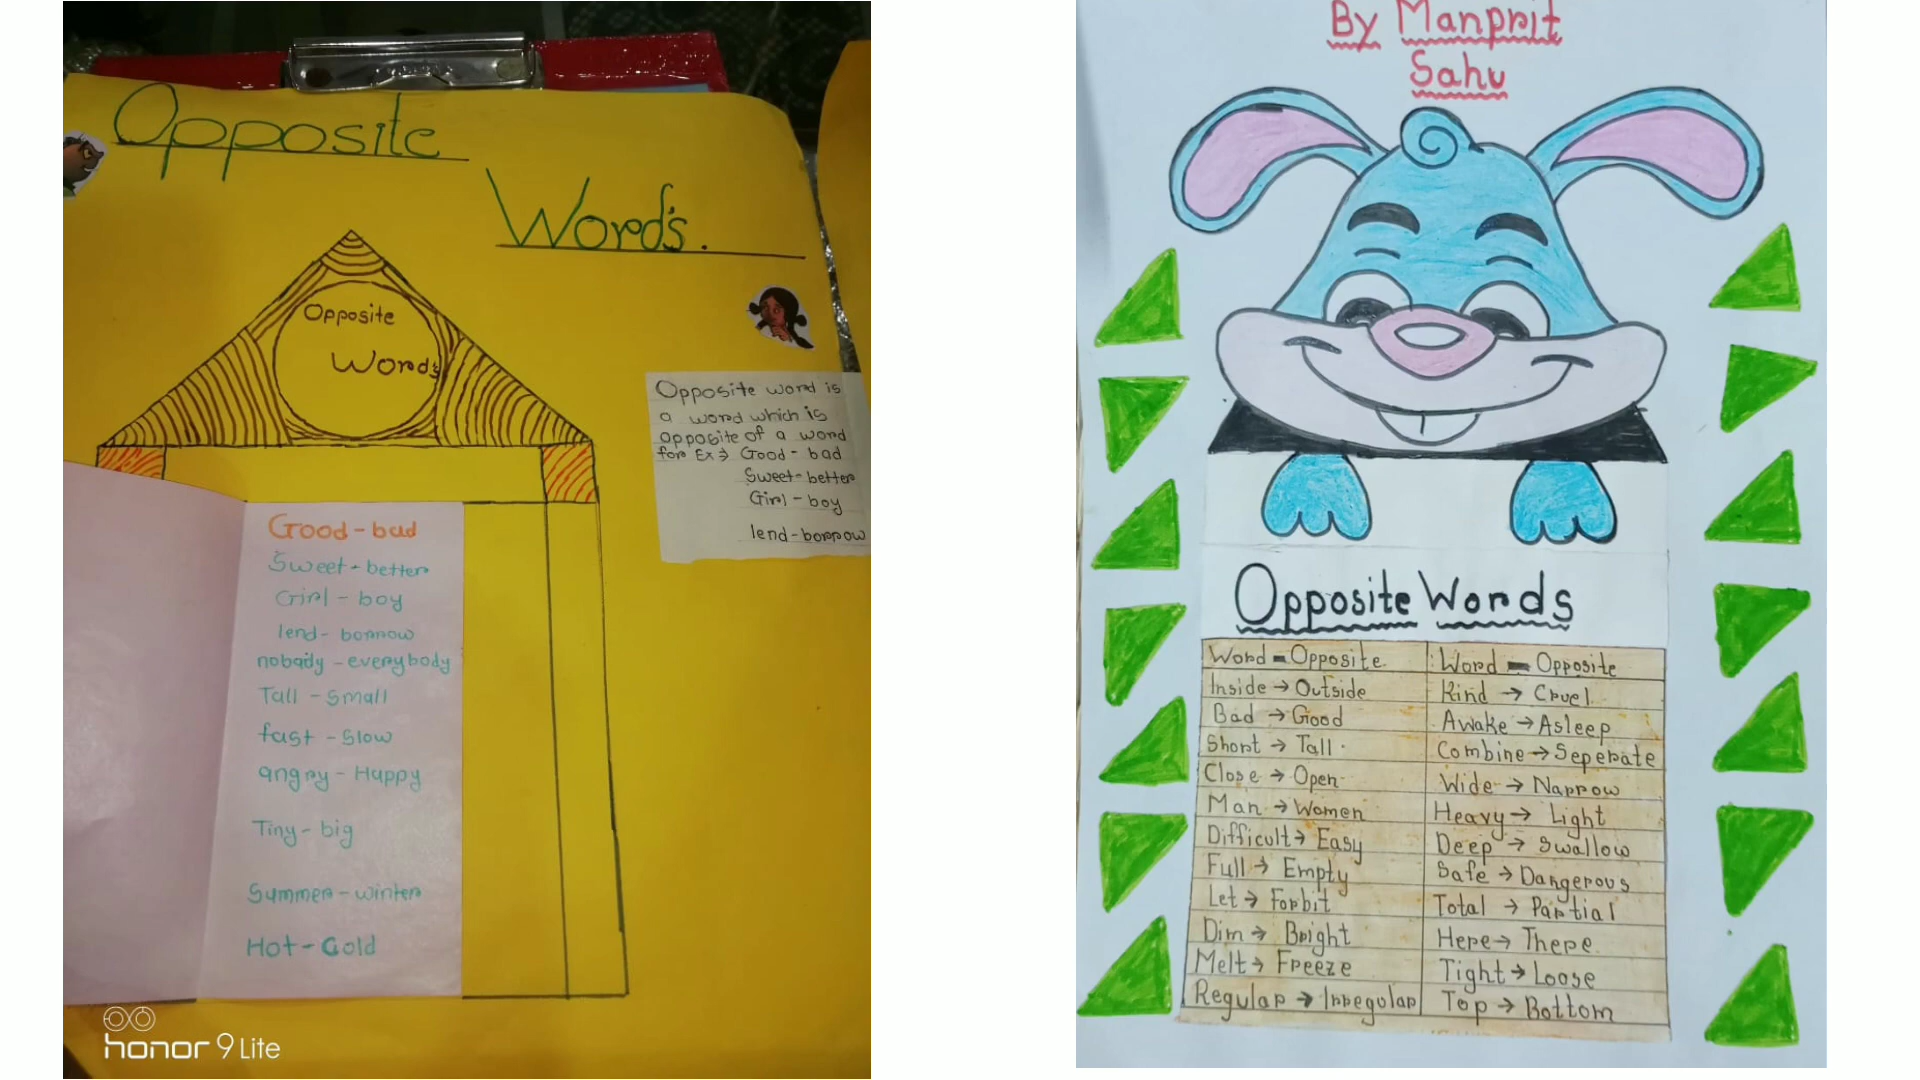 Opposite
Word's.
Opposite
Words
Opposite word is
a word which is
opposite of a word
for Ex → Good - bad
Sweet - better
Girl - boy
lend - borrow
Good - bad
Sweet - better
Girl - boy
lend - borrow
nobody - everybody
Tall - small
fast - slow
angry - Happy
Tiny - big
Summer - winter
Hot - Cold
honor 9 Lite
By Manprit
Sahu
Opposite Words
Word - Opposite
Inside → Outside
Bad → Good
Short → Tall
Close → Open
Man → Women
Difficult → Easy
Full → Empty
Let → Forbit
Dim → Bright
Melt → Freeze
Regular → Irregular
Word - Opposite
Kind → Cruel
Awake → Asleep
Combine → Seperate
Wide → Narrow
Heavy → Light
Deep → Swallow
Safe → Dangerous
Total → Partial
Here → There
Tight → Loose
Top → Bottom